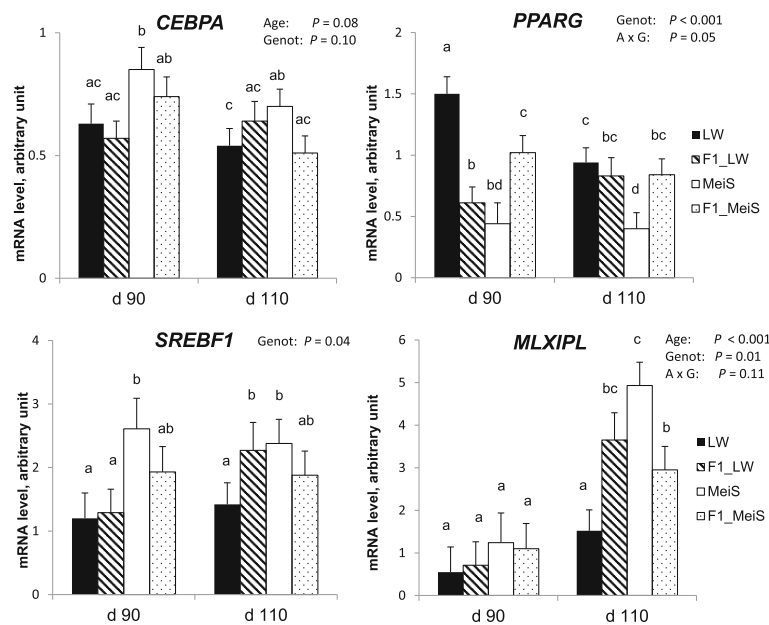 CEBPA
Age: P = 0.08
Genot: P = 0.10
mRNA level, arbitrary unit
1
0.5
0
ac
ac
b
ab
c
ab
ab
ac
d 90
d 110
PPARG
Genot: P < 0.001
A x G: P = 0.05
mRNA level, arbitrary unit
2
1.5
1
0.5
0
a
b
bd
c
c
bc
d
bc
d 90
d 110
LW
F1_LW
MeiS
F1_MeiS
SREBF1
Genot: P = 0.04
mRNA level, arbitrary unit
4
3
2
1
0
a
a
b
ab
a
b
b
ab
d 90
d 110
MLXIPL
Age: P < 0.001
Genot: P = 0.01
A x G: P = 0.11
mRNA level, arbitrary unit
6
5
4
3
2
1
0
a
a
a
a
a
bc
c
b
d 90
d 110
LW
F1_LW
MeiS
F1_MeiS